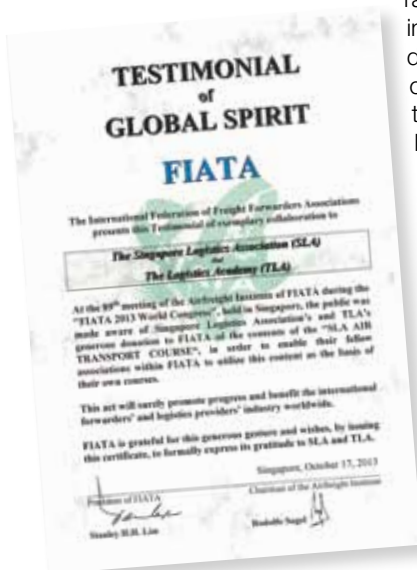 TESTIMONIAL
of
GLOBAL SPIRIT
FIATA
The International Federation of Freight Forwarders Associations
presents this Testimonial of exemplary collaboration to
The Singapore Logistics Association (SLA)
and
The Logistics Academy (TLA)
At the 89th meeting of the Airfreight Institute of FIATA during the
"FIATA 2013 World Congress", held in Singapore, the public was
made aware of Singapore Logistics Association's and TLA's
generous donation to FIATA of the contents of the "SLA AIR
TRANSPORT COURSE", in order to enable their fellow
associations within FIATA to utilize this content as the basis of
their own courses.
This act will surely promote progress and benefit the international
forwarders' and logistics providers' industry worldwide.
FIATA is grateful for this generous gesture and wishes, by issuing
this certificate, to formally express its gratitude to SLA and TLA.
Singapore, October 17, 2013
President of FIATA
Chairman of the Airfreight Institute
Stanley H.H. Lim
Rodolfo Sagel